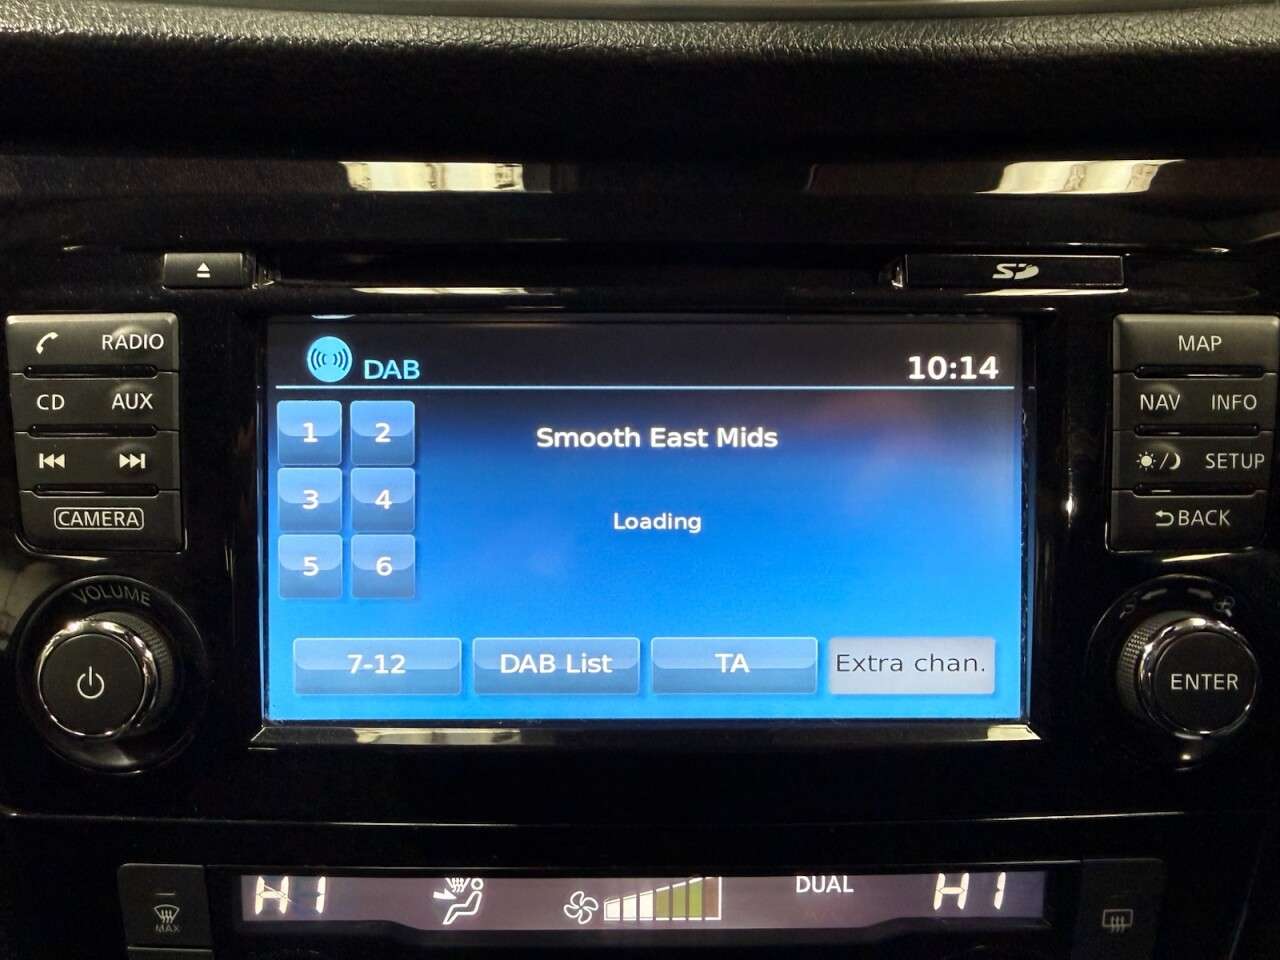 SD
RADIO
CD AUX
CAMERA
VOLUME
DAB
10:14
1 2
3 4
5 6
Smooth East Mids
Loading
7-12 DAB List TA Extra chan.
MAP
NAV INFO
SETUP
BACK
ENTER
MAX
HI
DUAL
HI